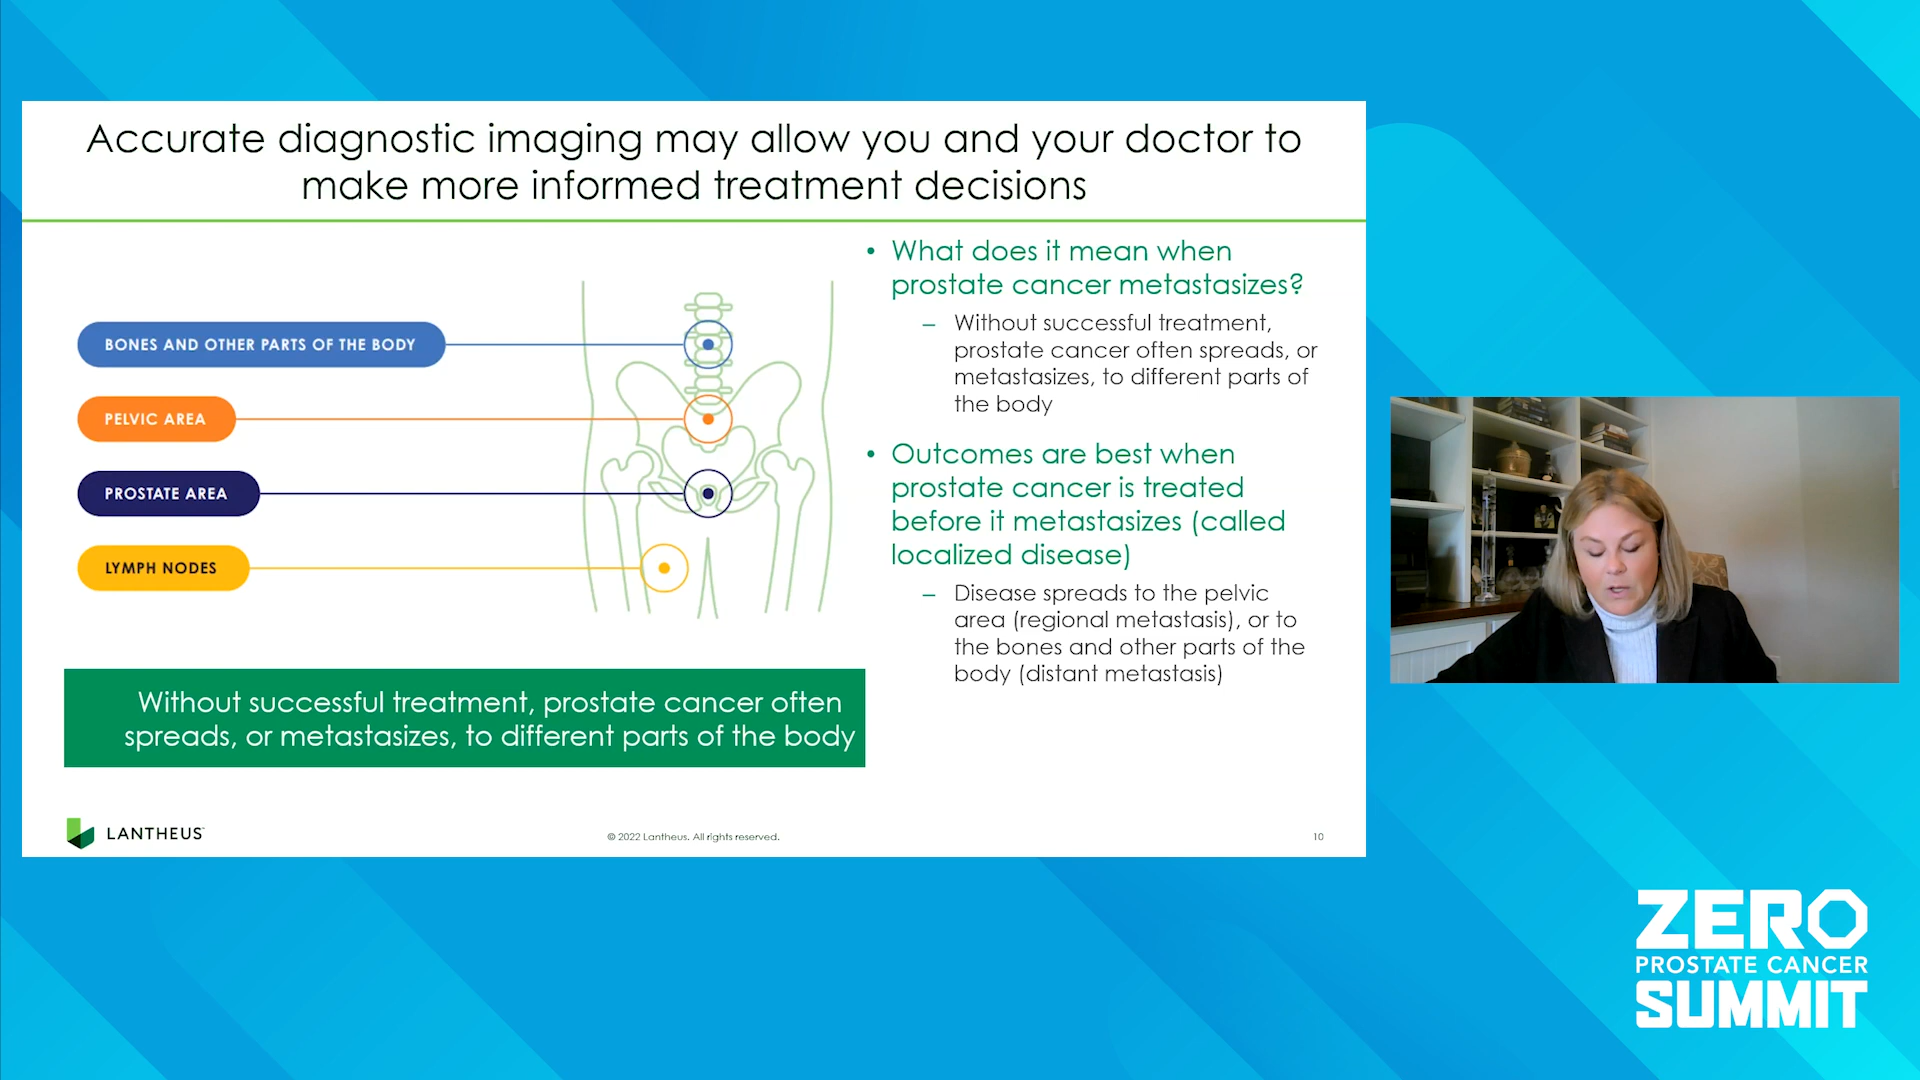 Accurate diagnostic imaging may allow you and your doctor to
make more informed treatment decisions
BONES AND OTHER PARTS OF THE BODY
PELVIC AREA
PROSTATE AREA
LYMPH NODES
Without successful treatment, prostate cancer often
spreads, or metastasizes, to different parts of the body
• What does it mean when
prostate cancer metastasizes?
– Without successful treatment,
prostate cancer often spreads, or
metastasizes, to different parts of
the body
• Outcomes are best when
prostate cancer is treated
before it metastasizes (called
localized disease)
– Disease spreads to the pelvic
area (regional metastasis), or to
the bones and other parts of the
body (distant metastasis)
LANTHEUS
© 2022 Lantheus. All rights reserved.
10
ZERO
PROSTATE CANCER
SUMMIT